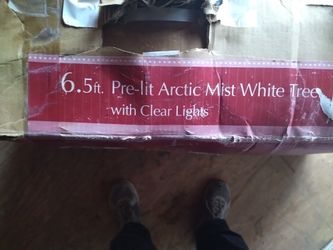 6.5ft. Pre-lit Arctic Mist White Tree
with Clear Lights